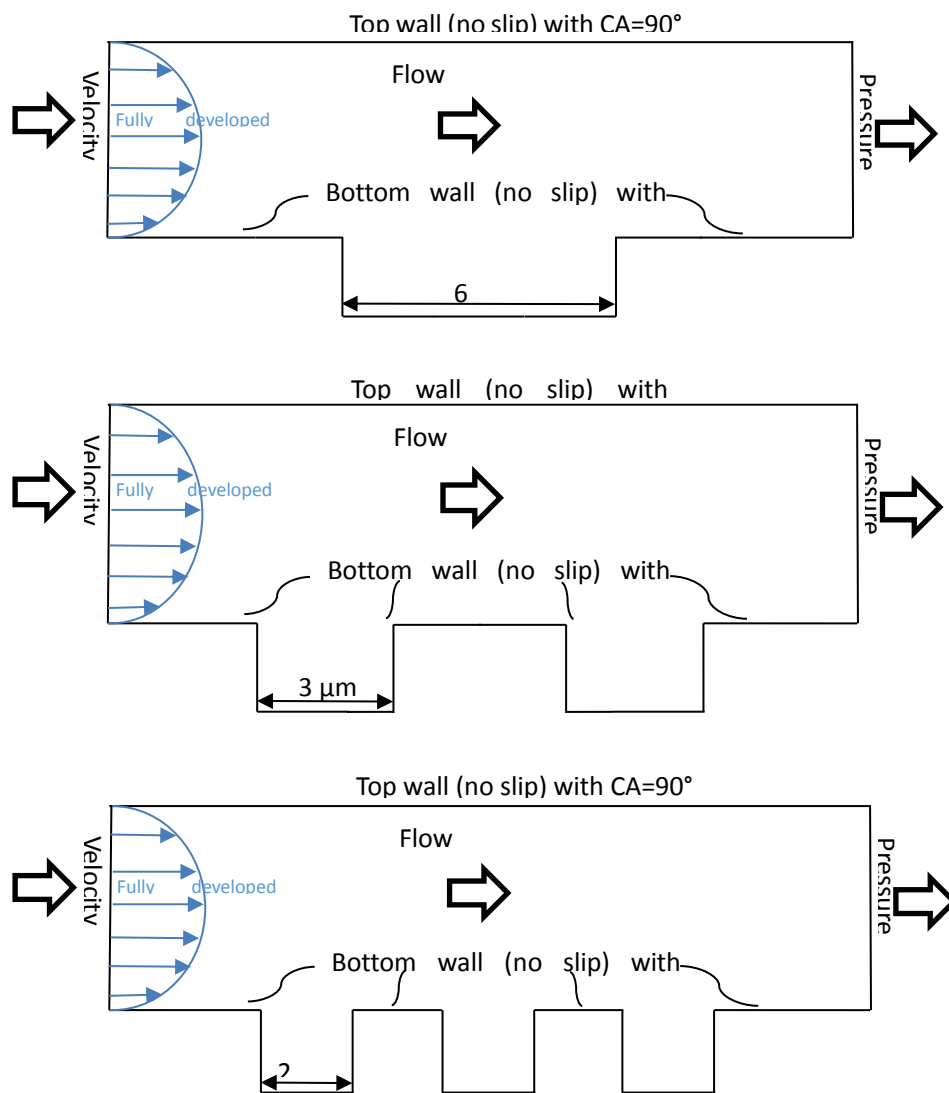 Top wall (no slip) with CA=90°
Flow
Velocity
Pressure
Fully developed
Bottom wall (no slip) with
6
Top wall (no slip) with
Flow
Velocity
Pressure
Fully developed
Bottom wall (no slip) with
3 μm
Top wall (no slip) with CA=90°
Flow
Velocity
Pressure
Fully developed
Bottom wall (no slip) with
2